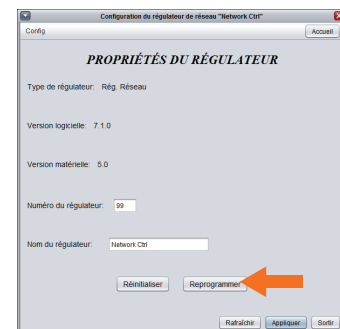 Configuration du régulateur de réseau "Network Ctrl"
Config
Accueil
PROPRIÉTÉS DU RÉGULATEUR
Type de régulateur: Rég. Réseau
Version logicielle: 7.1.0
Version matérielle: 5.0
Numéro du régulateur: 99
Nom du régulateur: Network Ctrl
Réinitialiser Reprogrammer
Rafraîchir Appliquer Sortir